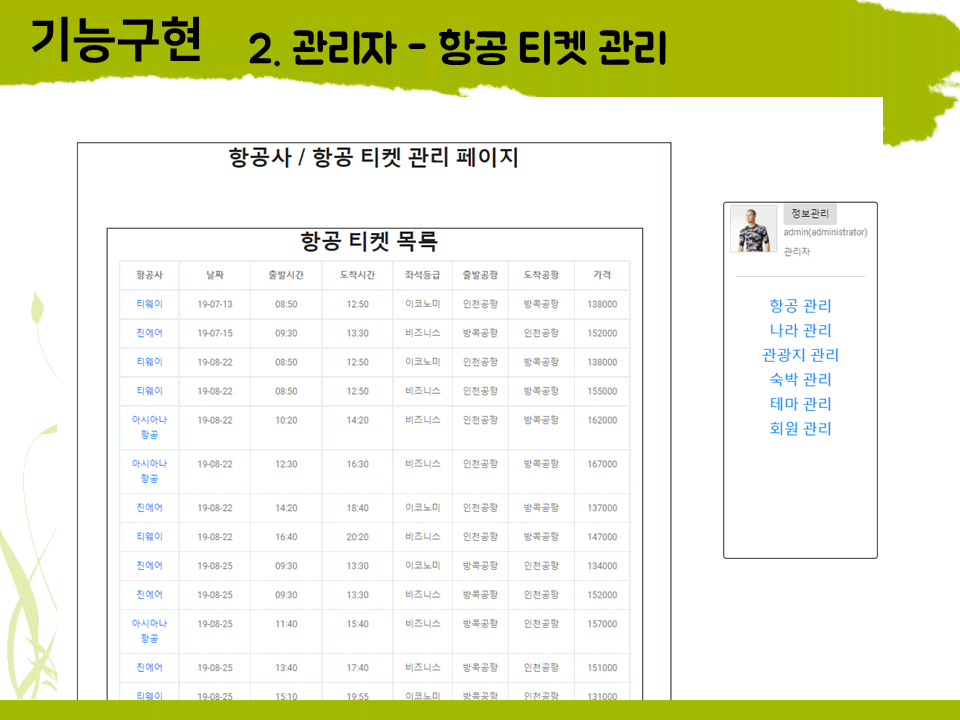 기능구현 2. 관리자 - 항공 티켓 관리
항공사 / 항공 티켓 관리 페이지
항공 티켓 목록
항공사 날짜 출발시간 도착시간 좌석등급 출발공항 도착공항 가격
티웨이 19-07-13 08:50 12:50 이코노미 인천공항 방콕공항 138000
진에어 19-07-15 09:30 13:30 비즈니스 방콕공항 인천공항 152000
티웨이 19-08-22 08:50 12:50 이코노미 인천공항 방콕공항 138000
티웨이 19-08-22 08:50 12:50 비즈니스 인천공항 방콕공항 155000
아시아나 19-08-22 10:20 14:20 비즈니스 인천공항 방콕공항 162000
항공
아시아나 19-08-22 12:30 16:30 비즈니스 인천공항 방콕공항 167000
항공
진에어 19-08-22 14:20 18:40 이코노미 인천공항 방콕공항 137000
티웨이 19-08-22 16:40 20:20 비즈니스 인천공항 방콕공항 147000
진에어 19-08-25 09:30 13:30 이코노미 방콕공항 인천공항 134000
진에어 19-08-25 09:30 13:30 비즈니스 방콕공항 인천공항 152000
아시아나 19-08-25 11:40 15:40 비즈니스 방콕공항 인천공항 157000
항공
진에어 19-08-25 13:40 17:40 비즈니스 방콕공항 인천공항 151000
티웨이 19-08-25 15:10 19:55 이코노미 방콕공항 인천공항 131000
정보관리
admin(administrator)
관리자
항공 관리
나라 관리
관광지 관리
숙박 관리
테마 관리
회원 관리